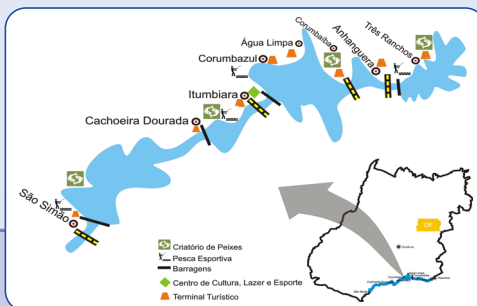 Água Limpa
Corumbaíba
Anhanguera
Três Ranchos
Corumbazul
Itumbiara
Cachoeira Dourada
São Simão
Criatório de Peixes
Pesca Esportiva
Barragens
Centro de Cultura, Lazer e Esporte
Terminal Turístico
DF